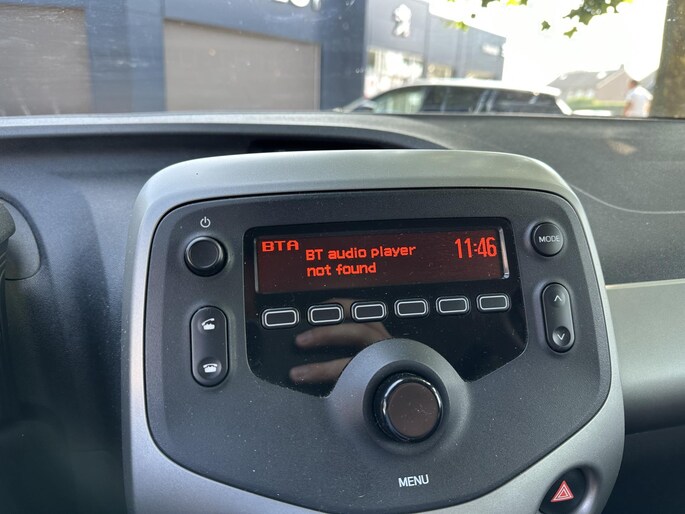 BTA
BT audio player
not found
11:46
MODE
MENU